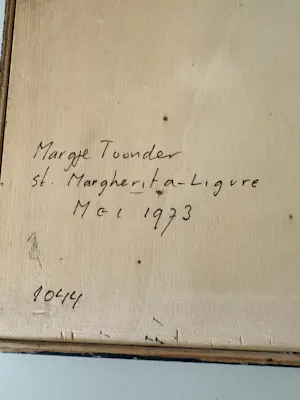 Margje Toonder
St. Margherita-Ligure
Mei 1973
1044